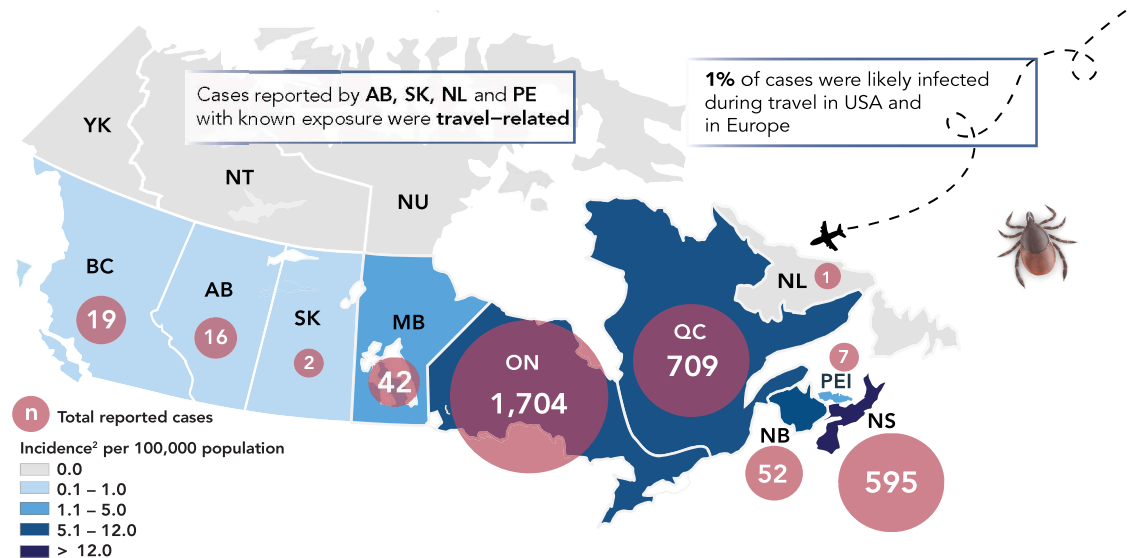 Cases reported by AB, SK, NL and PE
with known exposure were travel–related
1% of cases were likely infected
during travel in USA and
in Europe
YK
NT
NU
BC
19
AB
16
SK
2
MB
42
ON
1,704
QC
709
NL
1
7
PEI
NB
52
NS
595
n Total reported cases
Incidence² per 100,000 population
0.0
0.1 – 1.0
1.1 – 5.0
5.1 – 12.0
> 12.0